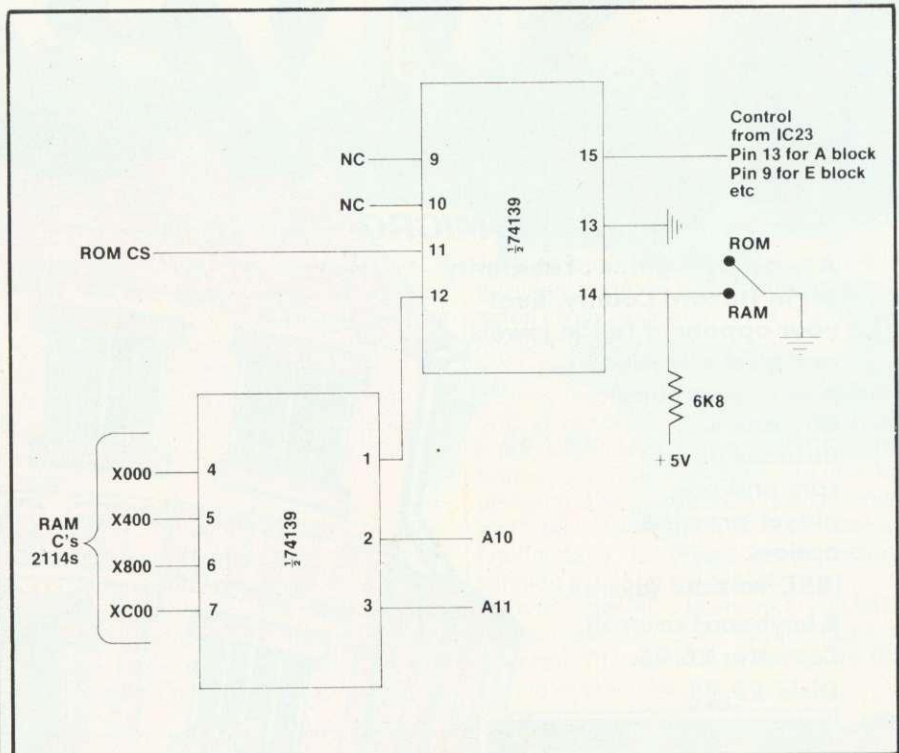 Control
from IC23
Pin 13 for A block
Pin 9 for E block
etc
NC 9
15
NC 10
½74139
13
ROM CS 11
ROM
12
14
RAM
6K8
+5V
X000 4
1
X400 5
RAM
C's
2114s
½74139
2 A10
X800 6
XC00 7
3 A11